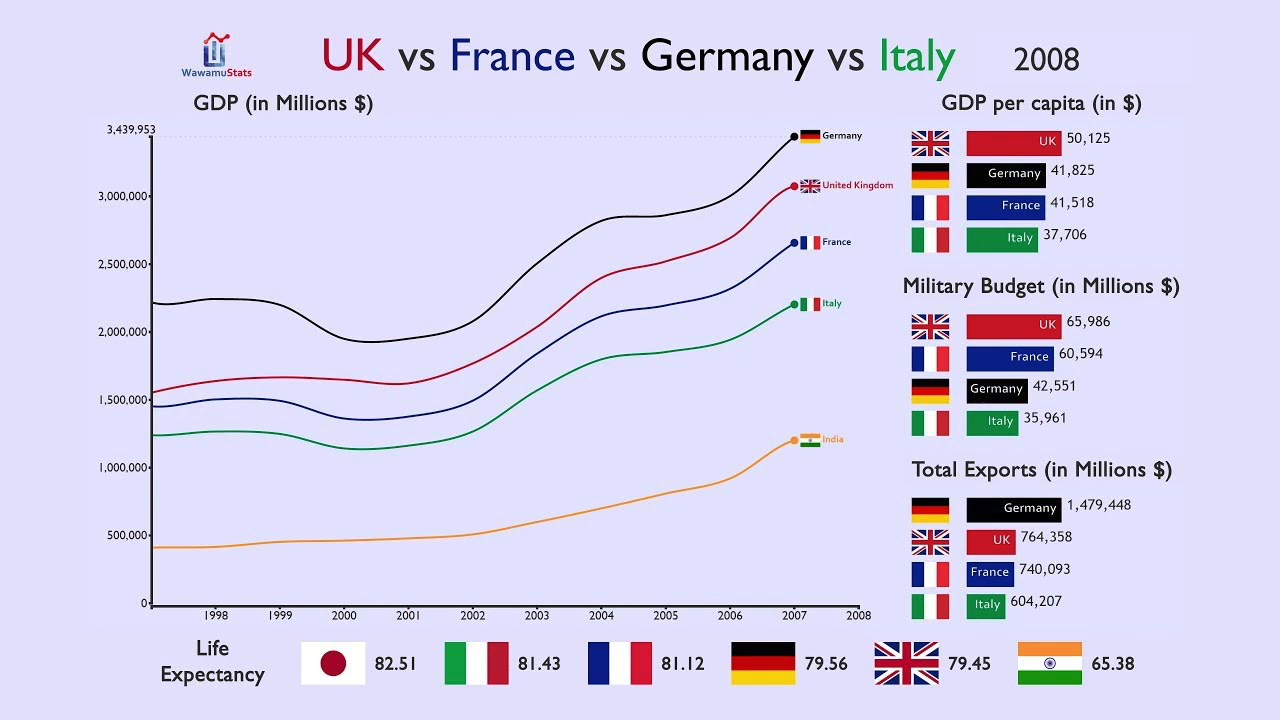 WawamuStats
UK vs France vs Germany vs Italy
2008
GDP (in Millions $)
3,439,953
3,000,000
2,500,000
2,000,000
1,500,000
1,000,000
500,000
0
1998 1999 2000 2001 2002 2003 2004 2005 2006 2007 2008
Germany
United Kingdom
France
Italy
India
GDP per capita (in $)
UK 50,125
Germany 41,825
France 41,518
Italy 37,706
Military Budget (in Millions $)
UK 65,986
France 60,594
Germany 42,551
Italy 35,961
Total Exports (in Millions $)
Germany 1,479,448
UK 764,358
France 740,093
Italy 604,207
Life
Expectancy
82.51 81.43 81.12 79.56 79.45 65.38